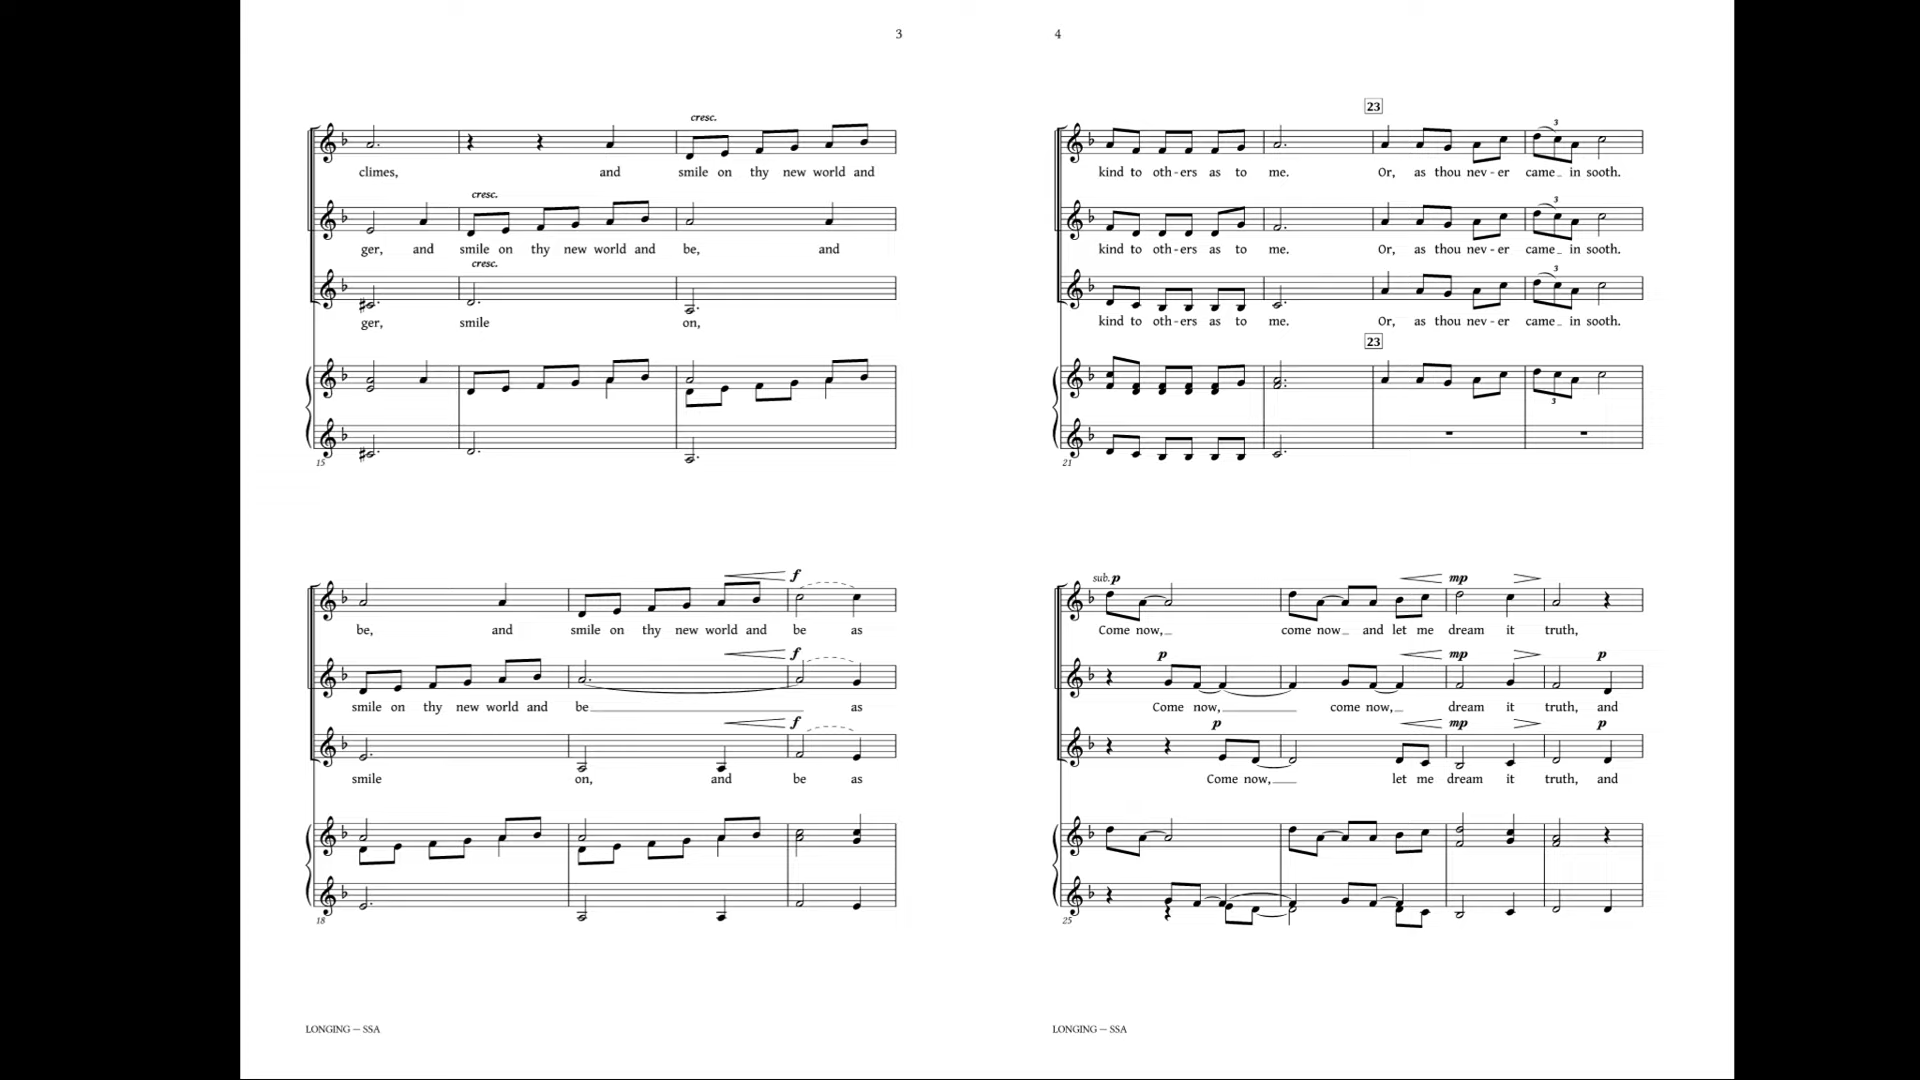 3
cresc.
climes, and smile on thy new world and
cresc.
ger, and smile on thy new world and be, and
cresc.
ger, smile on,
15
f
be, and smile on thy new world and be as
f
smile on thy new world and be as
f
smile on, and be as
18
LONGING — SSA
4
23
3
kind to oth-ers as to me. Or, as thou nev-er came in sooth.
3
kind to oth-ers as to me. Or, as thou nev-er came in sooth.
3
kind to oth-ers as to me. Or, as thou nev-er came in sooth.
23
3
21
sub. p mp
Come now, come now and let me dream it truth,
p mp p
Come now, come now, dream it truth, and
p mp p
Come now, let me dream it truth, and
25
LONGING — SSA